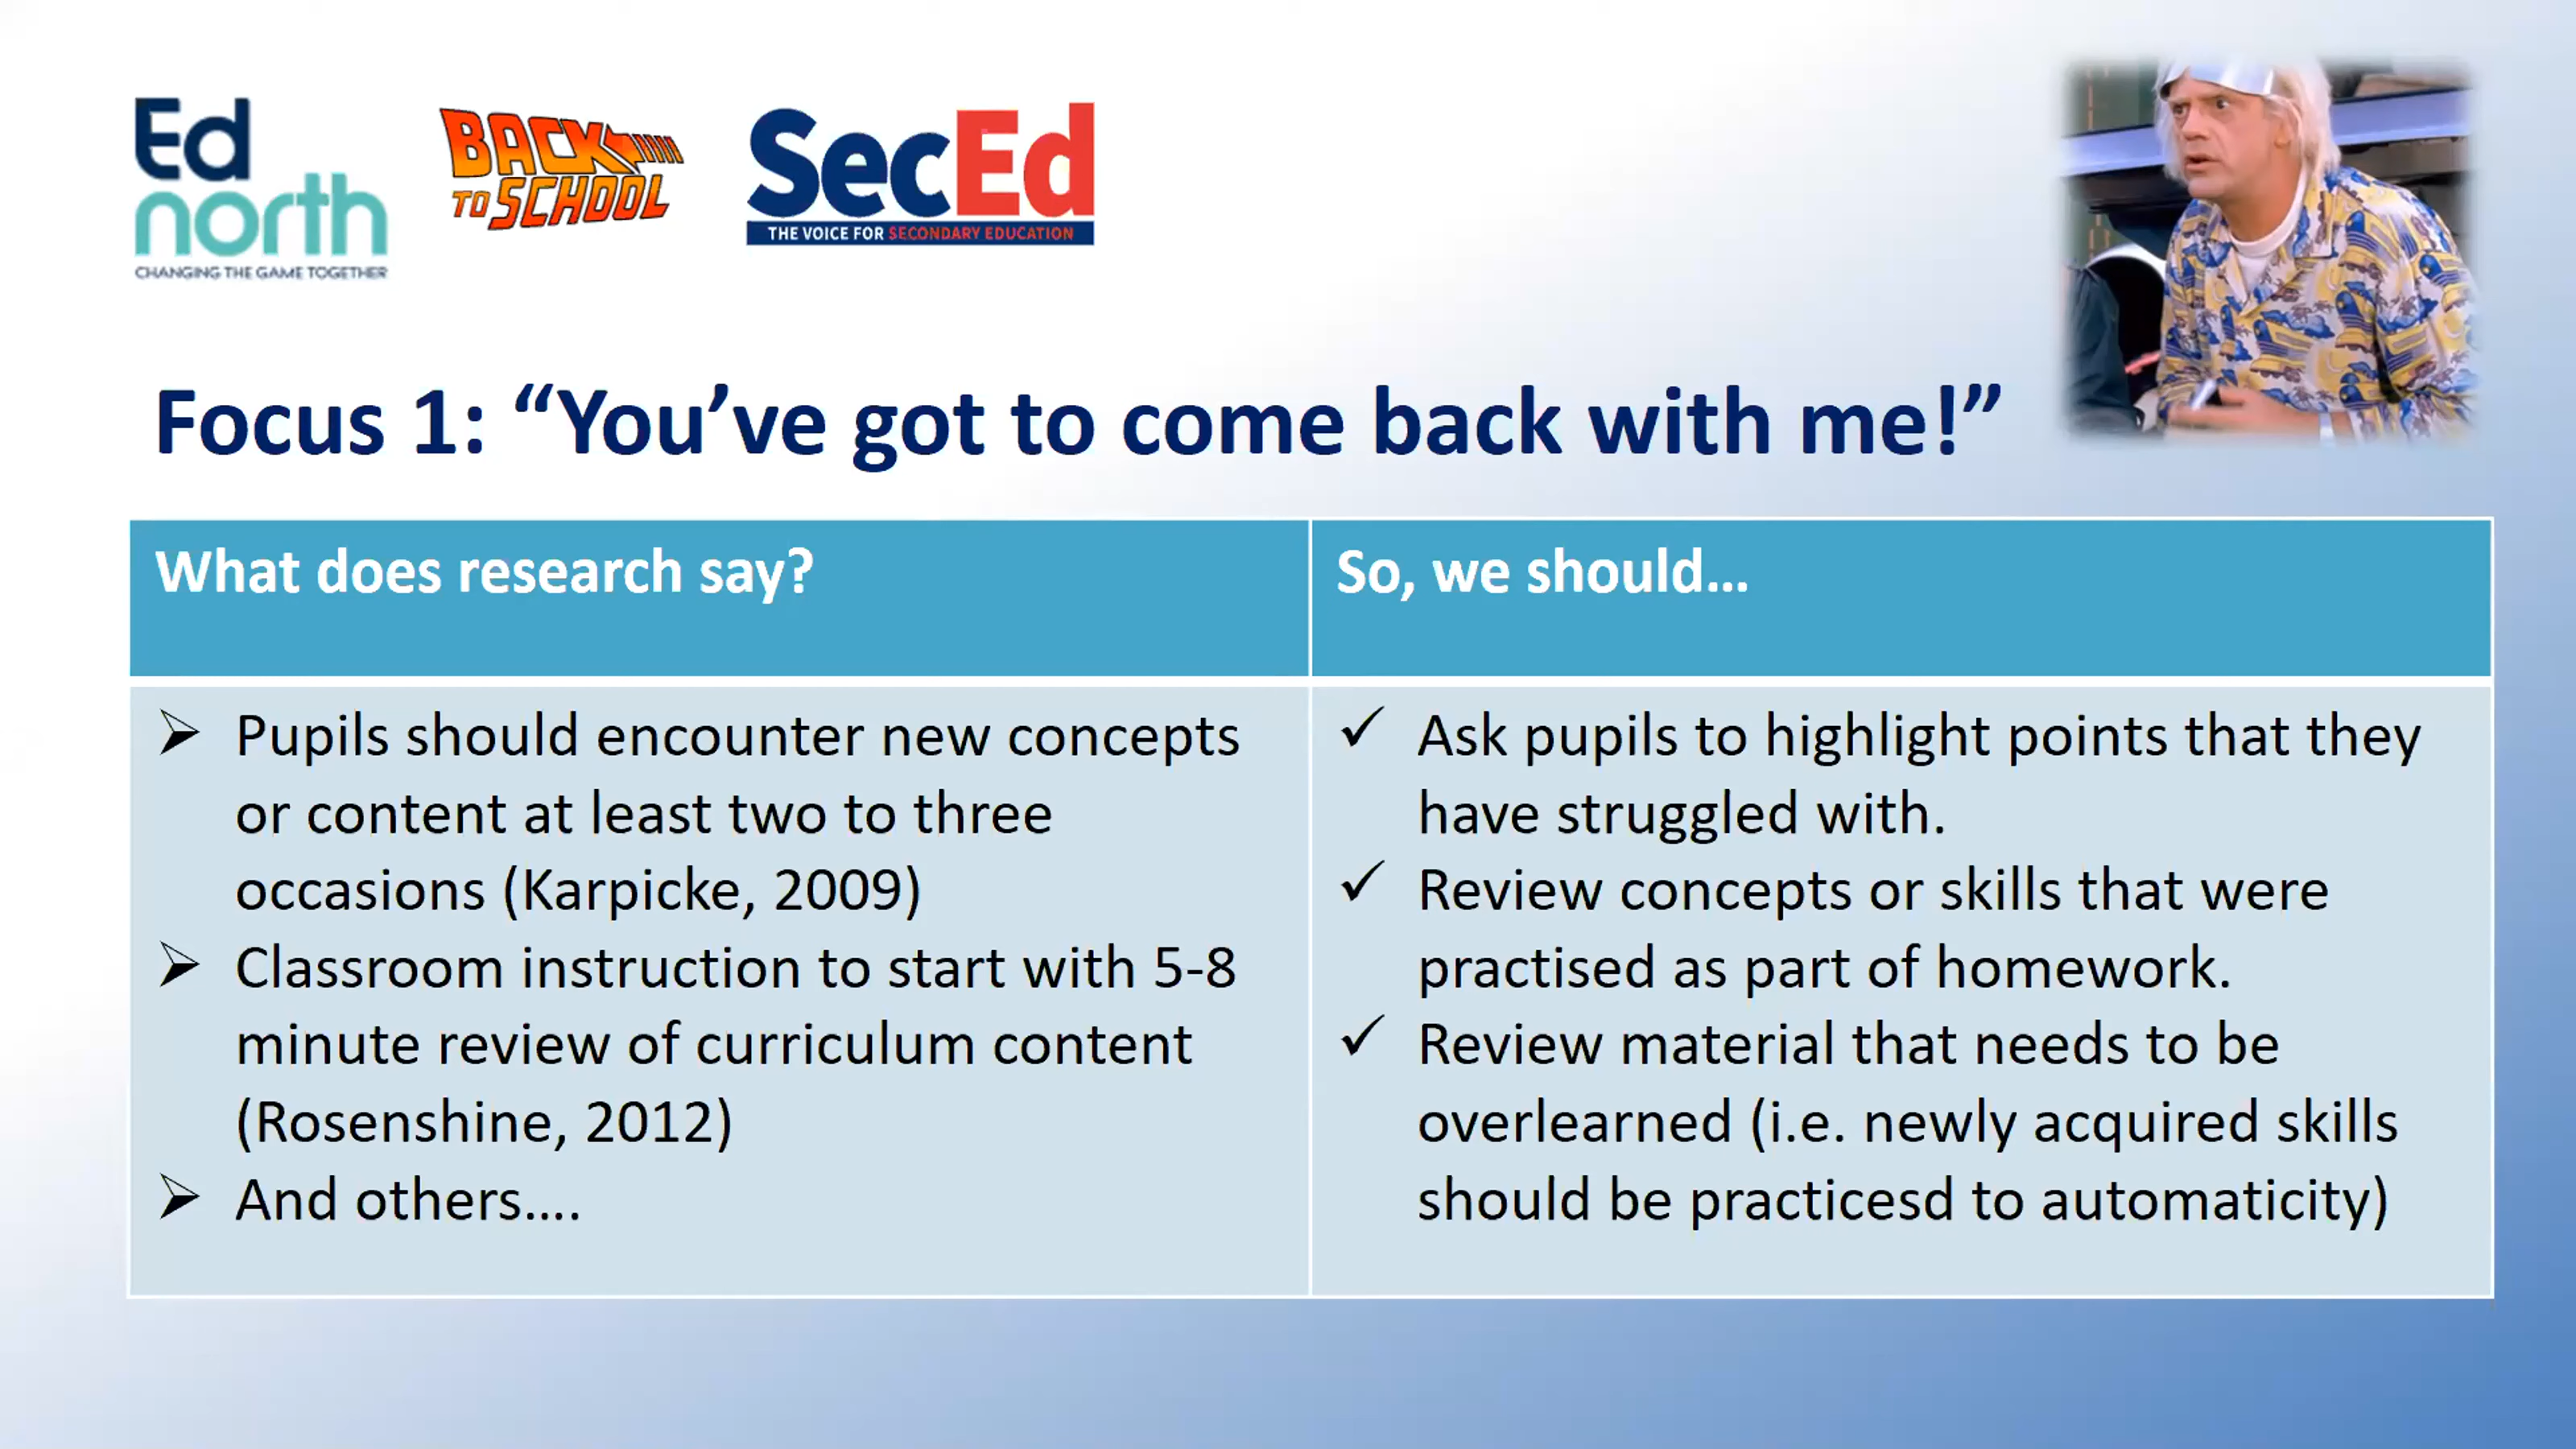 Ed
north
CHANGING THE GAME TOGETHER
BACK
TO SCHOOL
SecEd
THE VOICE FOR SECONDARY EDUCATION
Focus 1: “You’ve got to come back with me!”
What does research say?
Pupils should encounter new concepts
or content at least two to three
occasions (Karpicke, 2009)
Classroom instruction to start with 5-8
minute review of curriculum content
(Rosenshine, 2012)
And others….
So, we should…
Ask pupils to highlight points that they
have struggled with.
Review concepts or skills that were
practised as part of homework.
Review material that needs to be
overlearned (i.e. newly acquired skills
should be practicesd to automaticity)